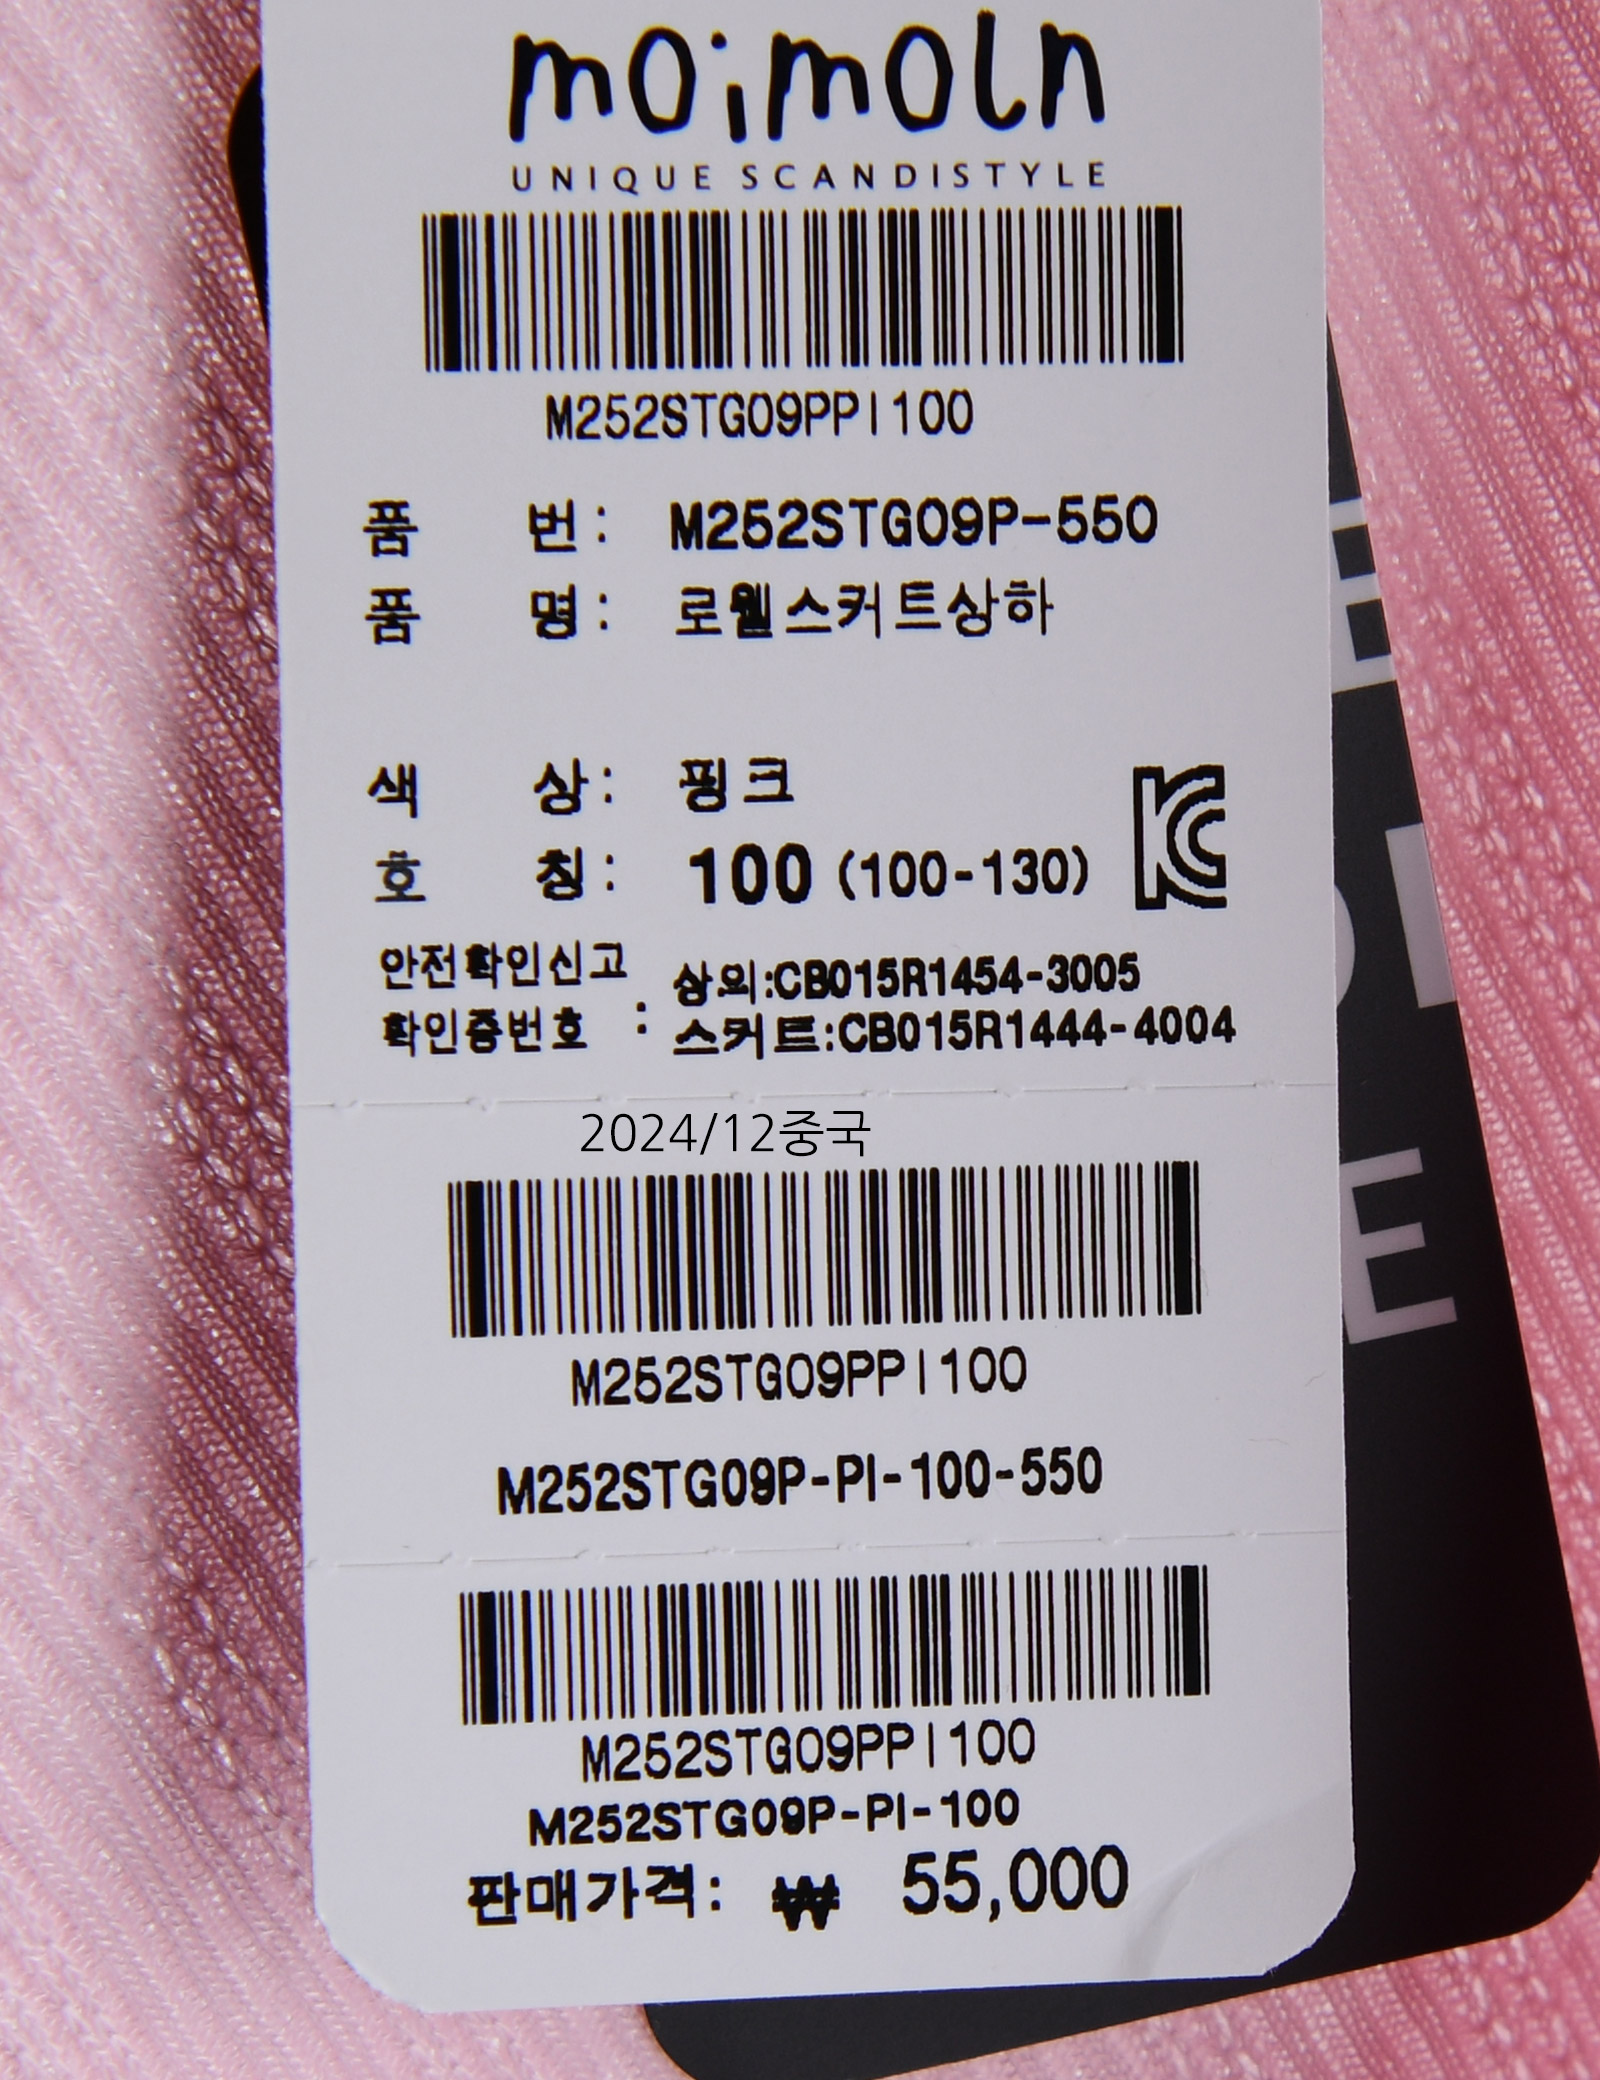 moimoln
UNIQUE SCANDISTYLE
M252STG09PPI100
품 번 : M252STG09P-550
품 명 : 로웰스커트상하
색 상 : 핑크
호 칭 : 100 (100-130)
KC
안전확인신고 확인증번호 : 상의:CB015R1454-3005
스커트:CB015R1444-4004
2024/12중국
M252STG09PPI100
M252STG09P-PI-100-550
M252STG09PPI100
M252STG09P-PI-100
판매가격: ₩ 55,000
E